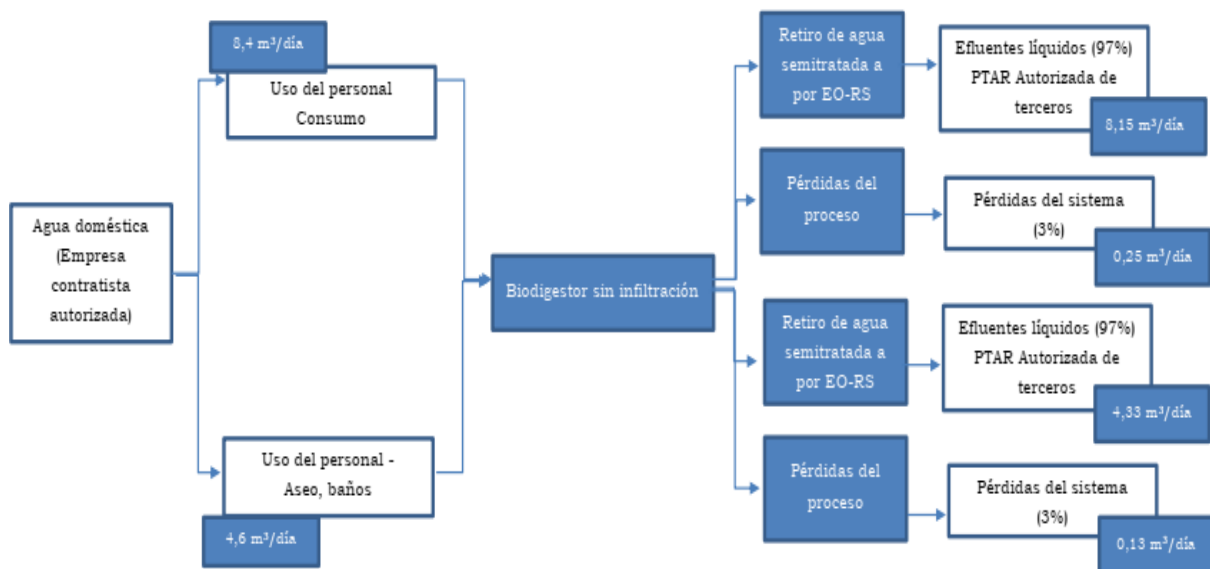 8,4 m³/día
Uso del personal
Consumo
Agua doméstica
(Empresa
contratista
autorizada)
Uso del personal -
Aseo, baños
4,6 m³/día
Biodigestor sin infiltración
Retiro de agua
semitratada a
por EO-RS
Efluentes líquidos (97%)
PTAR Autorizada de
terceros
8,15 m³/día
Pérdidas del
proceso
Pérdidas del sistema
(3%)
0,25 m³/día
Retiro de agua
semitratada a
por EO-RS
Efluentes líquidos (97%)
PTAR Autorizada de
terceros
4,33 m³/día
Pérdidas del
proceso
Pérdidas del sistema
(3%)
0,13 m³/día